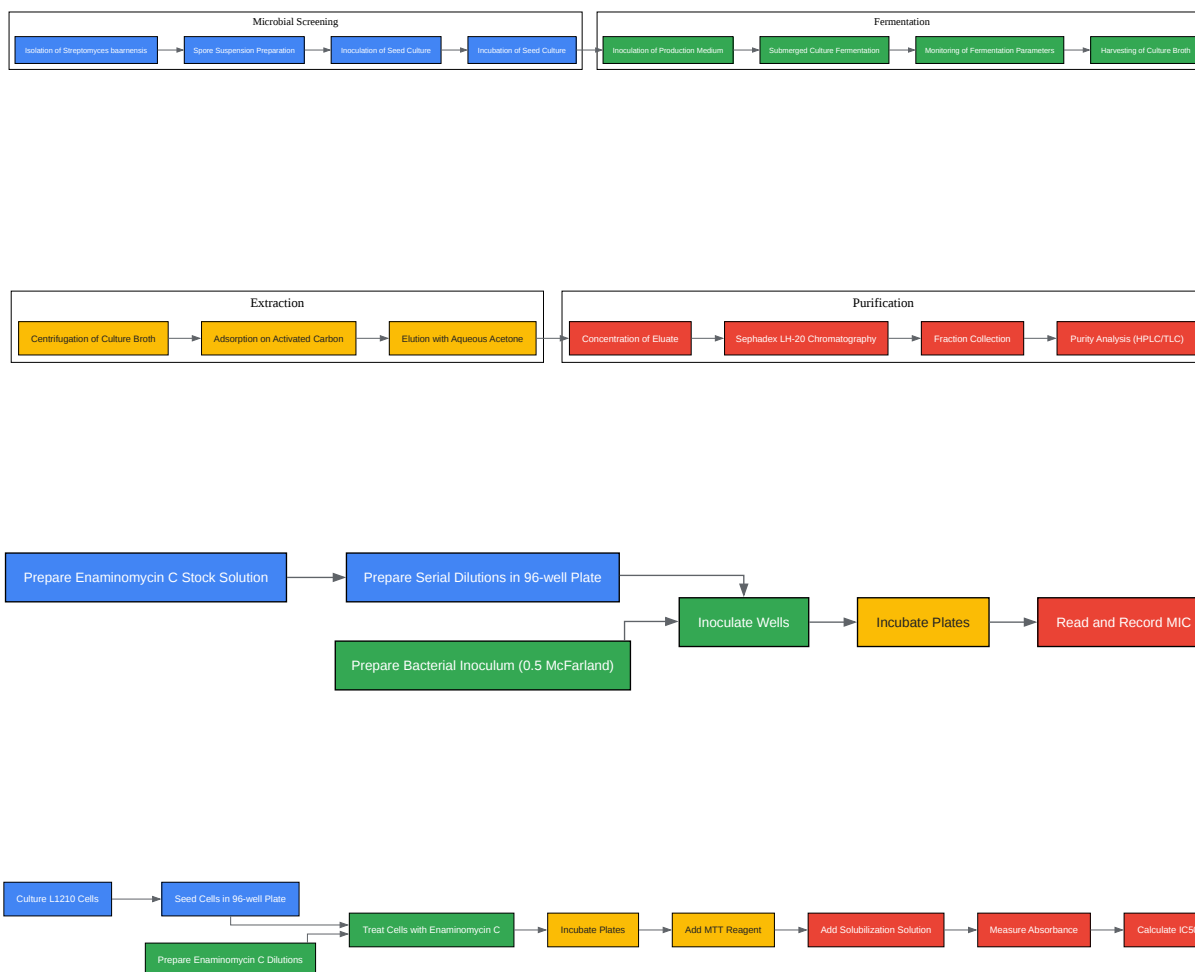 Microbial Screening
Fermentation
Isolation of Streptomyces baarnensis
Spore Suspension Preparation
Inoculation of Seed Culture
Incubation of Seed Culture
Inoculation of Production Medium
Submerged Culture Fermentation
Monitoring of Fermentation Parameters
Harvesting of Culture Broth
Extraction
Purification
Centrifugation of Culture Broth
Adsorption on Activated Carbon
Elution with Aqueous Acetone
Concentration of Eluate
Sephadex LH-20 Chromatography
Fraction Collection
Purity Analysis (HPLC/TLC)
Prepare Enaminomycin C Stock Solution
Prepare Serial Dilutions in 96-well Plate
Inoculate Wells
Incubate Plates
Read and Record MIC
Prepare Bacterial Inoculum (0.5 McFarland)
Culture L1210 Cells
Seed Cells in 96-well Plate
Treat Cells with Enaminomycin C
Incubate Plates
Add MTT Reagent
Add Solubilization Solution
Measure Absorbance
Calculate IC50
Prepare Enaminomycin C Dilutions